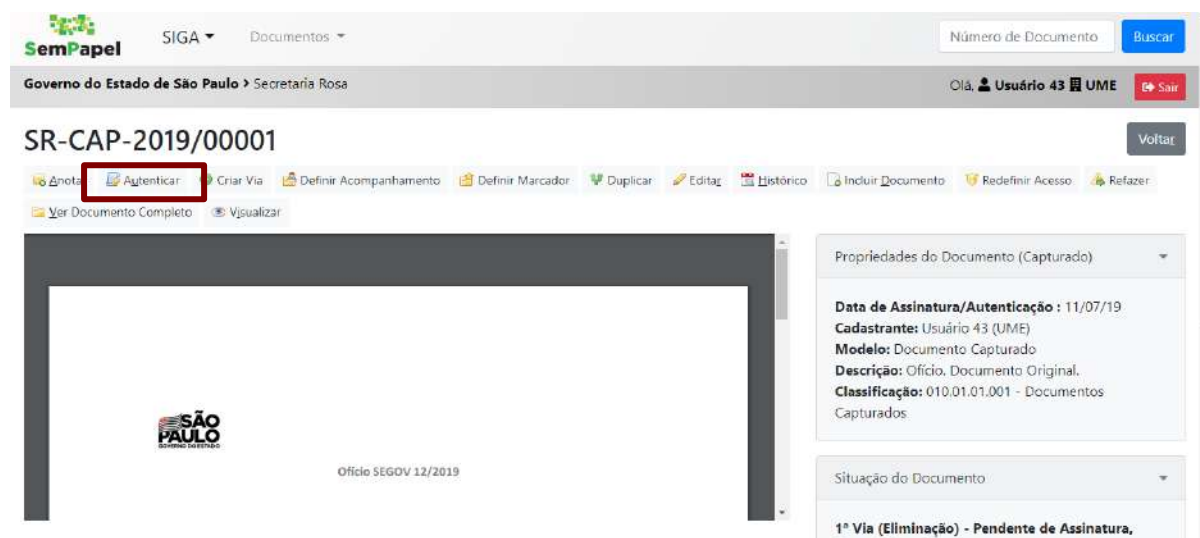 SemPapel
SIGA
Documentos
Número de Documento
Buscar
Governo do Estado de São Paulo > Secretaria Rosa
Olá, Usuário 43 UME
Sair
SR-CAP-2019/00001
Voltar
Anota Autenticar Criar Via Definir Acompanhamento Definir Marcador Duplicar Editar Histórico Incluir Documento Redefinir Acesso Refazer
Ver Documento Completo Visualizar
Propriedades do Documento (Capturado)
Data de Assinatura/Autenticação : 11/07/19
Cadastrante: Usuário 43 (UME)
Modelo: Documento Capturado
Descrição: Ofício. Documento Original.
Classificação: 010.01.01.001 - Documentos
Capturados
SÃO
PAULO
GOVERNO DO ESTADO
Ofício SEGOV 12/2019
Situação do Documento
1ª Via (Eliminação) - Pendente de Assinatura,